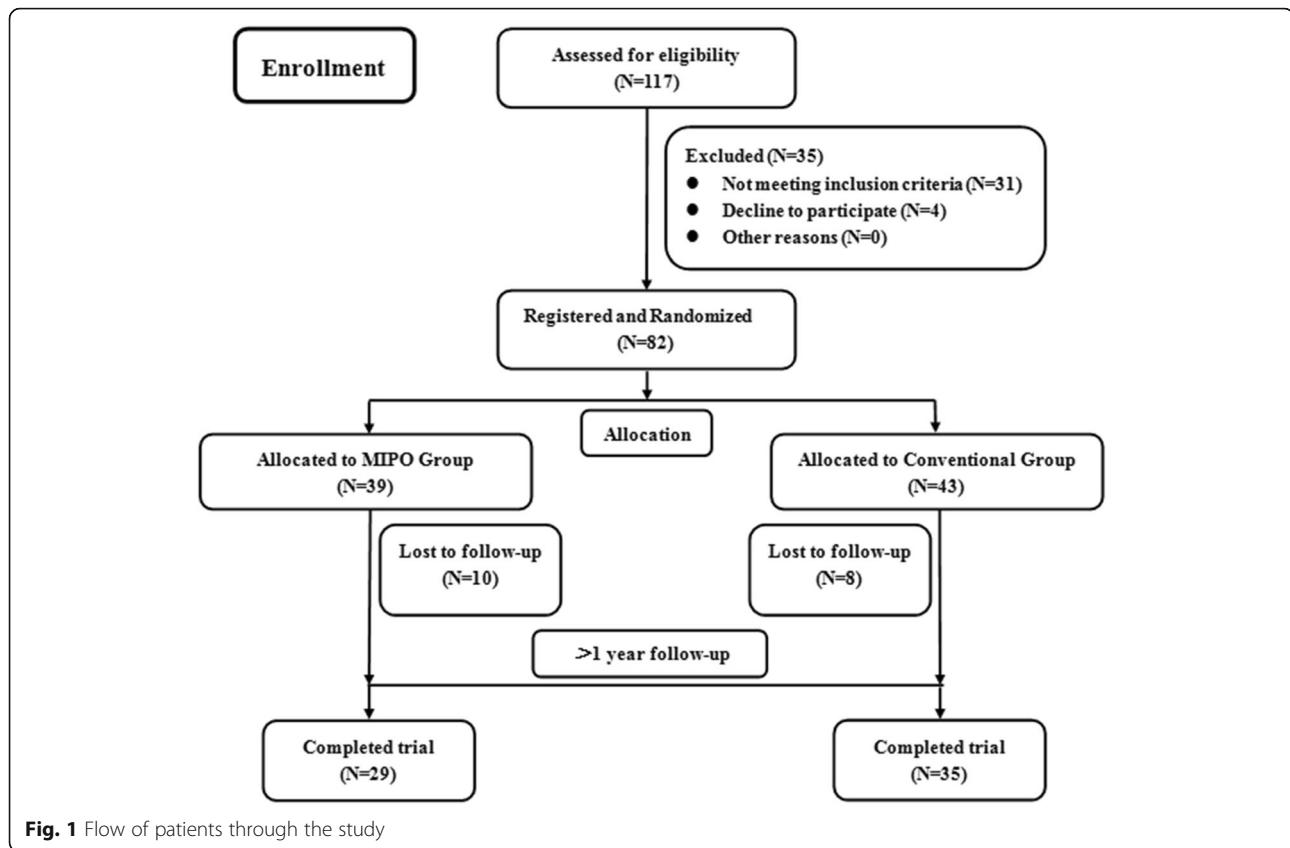 Enrollment
Assessed for eligibility
(N=117)
Excluded (N=35)
● Not meeting inclusion criteria (N=31)
● Decline to participate (N=4)
● Other reasons (N=0)
Registered and Randomized
(N=82)
Allocation
Allocated to MIPO Group
(N=39)
Allocated to Conventional Group
(N=43)
Lost to follow-up
(N=10)
Lost to follow-up
(N=8)
>1 year follow-up
Completed trial
(N=29)
Completed trial
(N=35)
Fig. 1 Flow of patients through the study